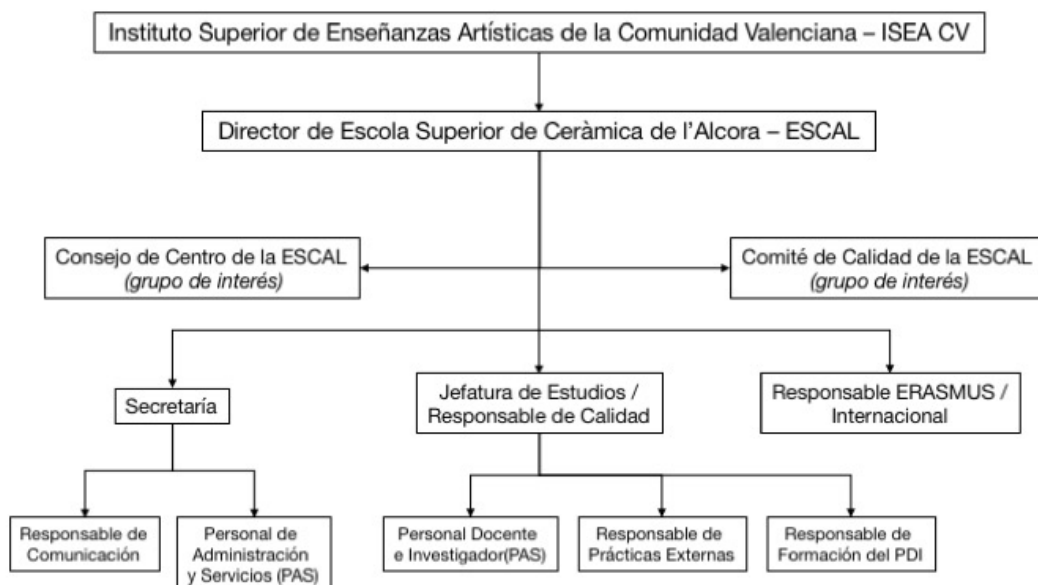 Instituto Superior de Enseñanzas Artísticas de la Comunidad Valenciana – ISEA CV
Director de Escola Superior de Ceràmica de l'Alcora – ESCAL
Consejo de Centro de la ESCAL
(grupo de interés)
Comité de Calidad de la ESCAL
(grupo de interés)
Secretaría
Jefatura de Estudios /
Responsable de Calidad
Responsable ERASMUS /
Internacional
Responsable de
Comunicación
Personal de
Administración
y Servicios (PAS)
Personal Docente
e Investigador(PAS)
Responsable de
Prácticas Externas
Responsable de
Formación del PDI